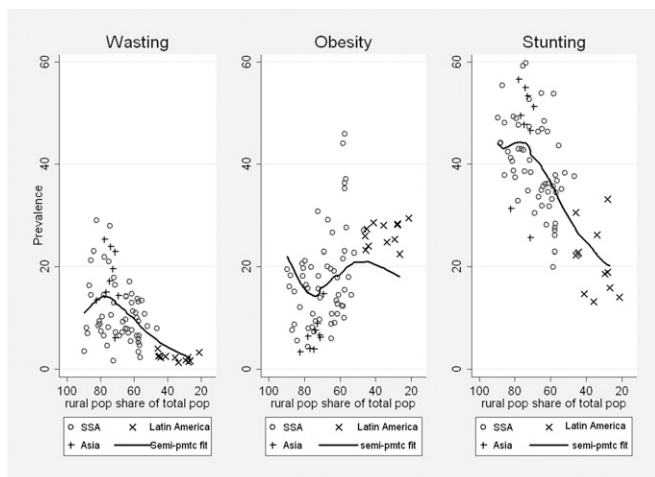 Wasting
Obesity
Stunting
Prevalence
60
40
20
0
100 80 60 40 20
rural pop share of total pop
SSA Latin America
Asia Semi-pmtc fit
60
40
20
0
100 80 60 40 20
rural pop share of total pop
SSA Latin America
Asia semi-pmtc fit
60
40
20
0
100 80 60 40 20
rural pop share of total pop
SSA Latin America
Asia semi-pmtc fit